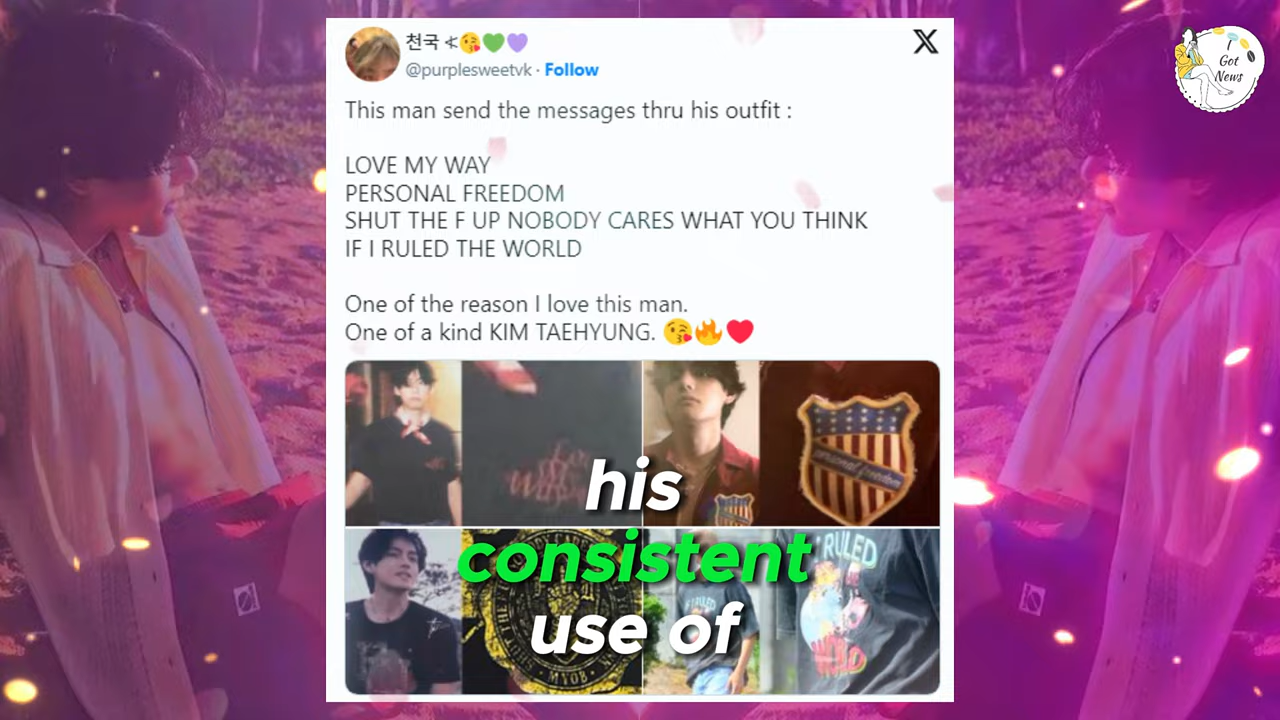 천국 ⫷😘💚💜
@purplesweetvk · Follow
This man send the messages thru his outfit :
LOVE MY WAY
PERSONAL FREEDOM
SHUT THE F UP NOBODY CARES WHAT YOU THINK
IF I RULED THE WORLD
One of the reason I love this man.
One of a kind KIM TAEHYUNG. 😘🔥❤️
personal freedom
RULED
MYOB
his
consistent
use of
I
Got
News